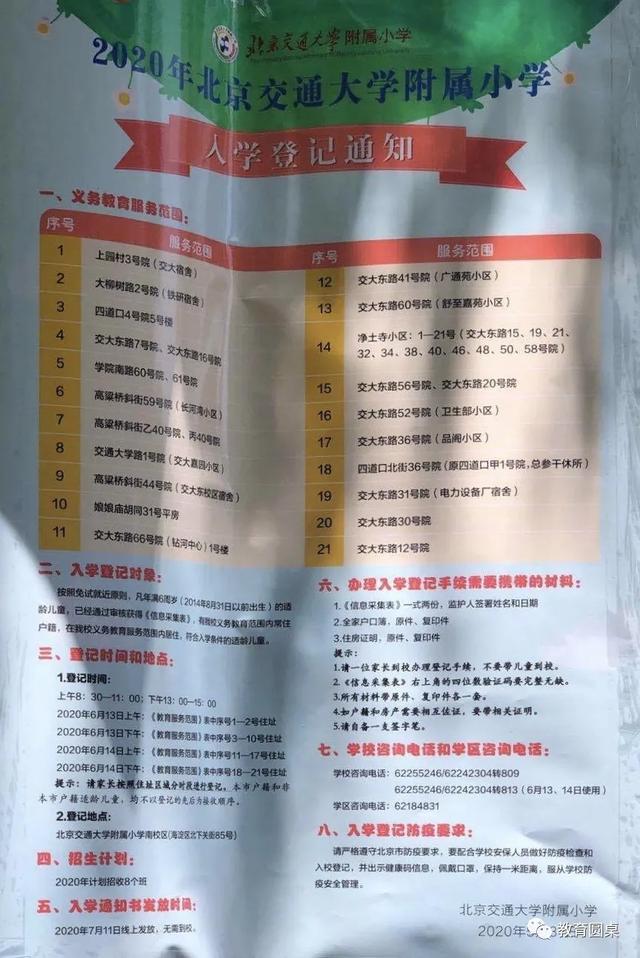 北京交通大学附属小学
2020年北京交通大学附属小学
入学登记通知
一、义务教育服务范围：
序号 服务范围
1 上园村3号院（交大宿舍）
2 大柳树路2号院（铁研宿舍）
3 四道口4号院5号楼
4 交大东路7号院、交大东路16号院
5 学院南路60号院、61号院
6 高粱桥斜街59号院（长河湾小区）
7 高粱桥斜街乙40号院、丙40号院
8 交通大学路1号院（交大嘉园小区）
9 高粱桥斜街44号院（交大东校区宿舍）
10 娘娘庙胡同31号平房
11 交大东路66号院（钻河中心）1号楼
序号 服务范围
12 交大东路41号院（广通苑小区）
13 交大东路60号院（舒至嘉苑小区）
14 净土寺小区：1—21号（交大东路15、19、21、
32、34、38、40、46、48、50、58号院）
15 交大东路56号院、交大东路20号院
16 交大东路52号院（卫生部小区）
17 交大东路36号院（品阁小区）
18 四道口北街36号院（原四道口甲1号院，总参干休所）
19 交大东路31号院（电力设备厂宿舍）
20 交大东路30号院
21 交大东路12号院
二、入学登记对象：
按照免试就近原则，凡年满6周岁（2014年8月31日以前出生）的适
龄儿童，已经通过审核获得《信息采集表》，有我校义务教育范围内常住
户籍，在我校义务教育服务范围内居住，符合入学条件的适龄儿童。
三、登记时间和地点：
1.登记时间：
上午8：30—11：00；下午13：00—15：00
2020年6月13日上午：《教育服务范围》表中序号1—2号住址
2020年6月13日下午：《教育服务范围》表中序号3—10号住址
2020年6月14日上午：《教育服务范围》表中序号11—17号住址
2020年6月14日下午：《教育服务范围》表中序号18—21号住址
提示：请家长按照住址区域分时段进行登记。本市户籍和非
本市户籍适龄儿童，均不以登记的先后为接收顺序。
2.登记地点：
北京交通大学附属小学南校区（海淀区北下关街85号）
四、招生计划：
2020年计划招收8个班
五、入学通知书发放时间：
2020年7月11日线上发放，无需到校。
六、办理入学登记手续需要携带的材料：
1.《信息采集表》一式两份，监护人签署姓名和日期
2.全家户口簿，原件、复印件
3.住房证明，原件、复印件
提示：
1.请一位家长到校办理登记手续，不要带儿童到校。
2.《信息采集表》右上角的四位数验证码要完整无缺。
3.所有材料带原件、复印件各一套。
4.如户籍和房产需要相互佐证，要带相关证明。
5.请自备一支签字笔。
七、学校咨询电话和学区咨询电话：
学校咨询电话：62255246/62242304转809
62255246/62242304转813（6月13、14日使用）
学区咨询电话：62184831
八、入学登记防疫要求：
请严格遵守北京市防疫要求，要配合学校安保人员做好防疫检查和
入校登记，并出示健康码信息，佩戴口罩，保持一米距离，服从学校防
疫安全管理。
北京交通大学附属小学
2020年
教育圆桌